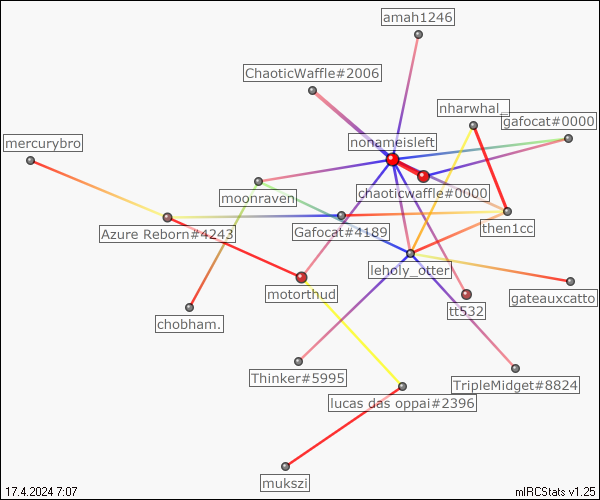 amah1246
ChaoticWaffle#2006
nharwhal_
gafocat#0000
mercurybro
nonameisleft
moonraven
chaoticwaffle#0000
Azure Reborn#4243
Gafocat#4189
then1cc
leholy_otter
motorthud
gateauxcatto
chobham.
tt532
Thinker#5995
TripleMidget#8824
lucas das oppai#2396
mukszi
17.4.2024 7:07
mIRCStats v1.25